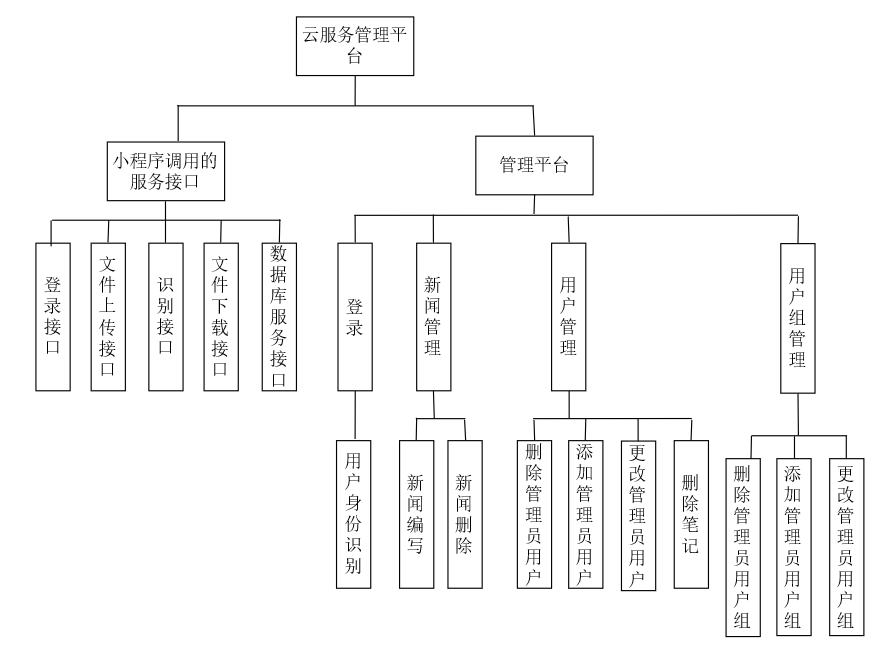 云服务管理平
台
小程序调用的
服务接口
管理平台
登录接口
文件上传接口
识别接口
文件下载接口
数据库服务接口
登录
新闻管理
用户管理
用户组管理
用户身份识别
新闻编写
新闻删除
删除管理员用户
添加管理员用户
更改管理员用户
删除笔记
删除管理员用户组
添加管理员用户组
更改管理员用户组